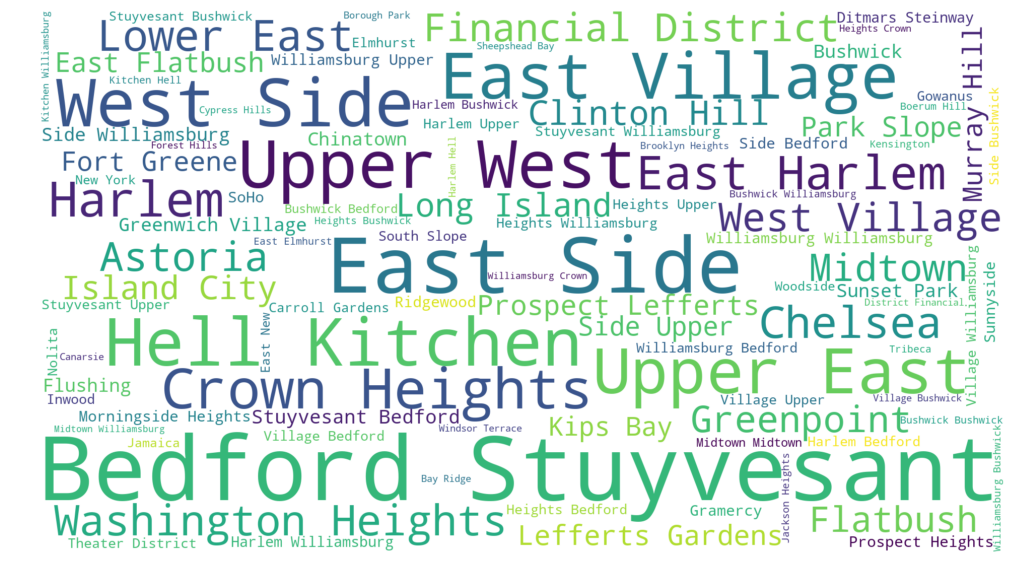 Kitchen Williamsburg
Stuyvesant Bushwick
Borough Park
Financial District
Ditmars Steinway
Lower East
Elmhurst
Heights Crown
Sheepshead Bay
Bushwick
Murray Hill
East Flatbush
Williamsburg Upper
East Village
Kitchen Hell
West Side
Cypress Hills
Harlem Bushwick
Clinton Hill
Gowanus
Boerum Hill
Side Bushwick
Side Williamsburg
Chinatown
Harlem Upper
Stuyvesant Williamsburg
Park Slope
Forest Hills
Brooklyn Heights
Side Bedford
Kensington
Fort Greene
Upper West
Harlem Hell
East Harlem
New York
Harlem
SoHo
Bushwick Bedford
Long Island
Heights Upper
Bushwick Williamsburg
West Village
Greenwich Village
Heights Bushwick
Heights Williamsburg
East Elmhurst
South Slope
Williamsburg Williamsburg
Astoria
East Side
Williamsburg Crown
Midtown
Village Williamsburg
Sunnyside
Island City
Woodside
Sunset Park
Stuyvesant Upper
Carroll Gardens
Ridgewood
Prospect Lefferts
District Financial
Nolita
Hell Kitchen
East New
Side Upper
Chelsea
Canarsie
Williamsburg Bedford
Tribeca
Flushing
Crown Heights
Upper East
Inwood
Village Upper
Village Bushwick
Morningside Heights
Stuyvesant Bedford
Kips Bay
Greenpoint
Bushwick Bushwick
Midtown Williamsburg
Jamaica
Village Bedford
Windsor Terrace
Midtown Midtown
Harlem Bedford
Bedford Stuyvesant
Bay Ridge
Jackson Heights
Williamsburg Bushwick
Washington Heights
Heights Bedford
Gramercy
Flatbush
Theater District
Harlem Williamsburg
Lefferts Gardens
Prospect Heights